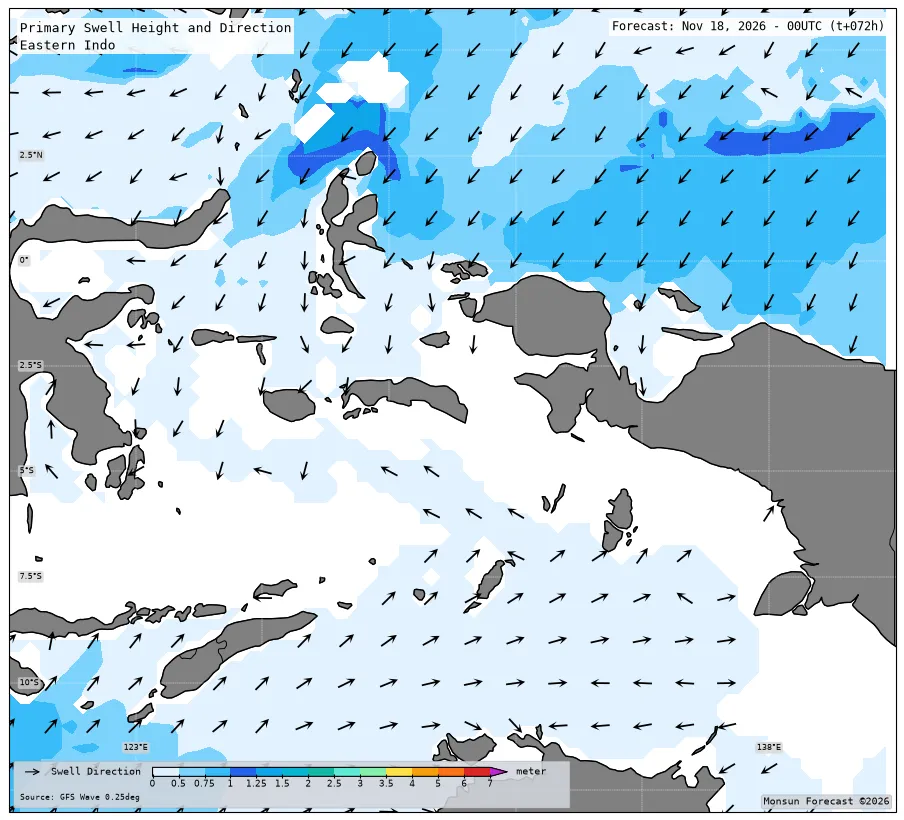 Primary Swell Height and Direction
Eastern Indo
Forecast: Nov 18, 2026 - 00UTC (t+072h)
2.5°N
0°
2.5°S
5°S
7.5°S
10°S
123°E
138°E
Swell Direction
meter
0 0.5 0.75 1 1.25 1.5 2 2.5 3 3.5 4 5 6 7
Source: GFS Wave 0.25deg
Monsun Forecast ©2026